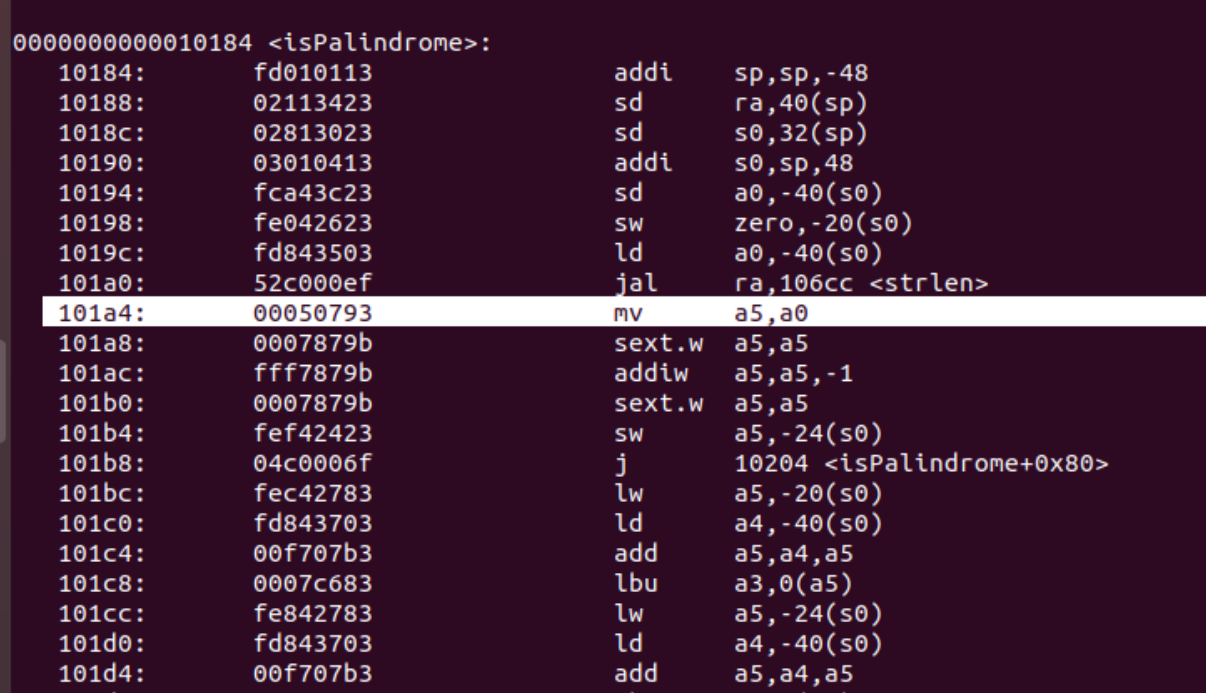 0000000000010184 <isPalindrome>:
10184: fd010113 addi sp,sp,-48
10188: 02113423 sd ra,40(sp)
1018c: 02813023 sd s0,32(sp)
10190: 03010413 addi s0,sp,48
10194: fca43c23 sd a0,-40(s0)
10198: fe042623 sw zero,-20(s0)
1019c: fd843503 ld a0,-40(s0)
101a0: 52c000ef jal ra,106cc <strlen>
101a4: 00050793 mv a5,a0
101a8: 0007879b sext.w a5,a5
101ac: fff7879b addiw a5,a5,-1
101b0: 0007879b sext.w a5,a5
101b4: fef42423 sw a5,-24(s0)
101b8: 04c0006f j 10204 <isPalindrome+0x80>
101bc: fec42783 lw a5,-20(s0)
101c0: fd843703 ld a4,-40(s0)
101c4: 00f707b3 add a5,a4,a5
101c8: 0007c683 lbu a3,0(a5)
101cc: fe842783 lw a5,-24(s0)
101d0: fd843703 ld a4,-40(s0)
101d4: 00f707b3 add a5,a4,a5